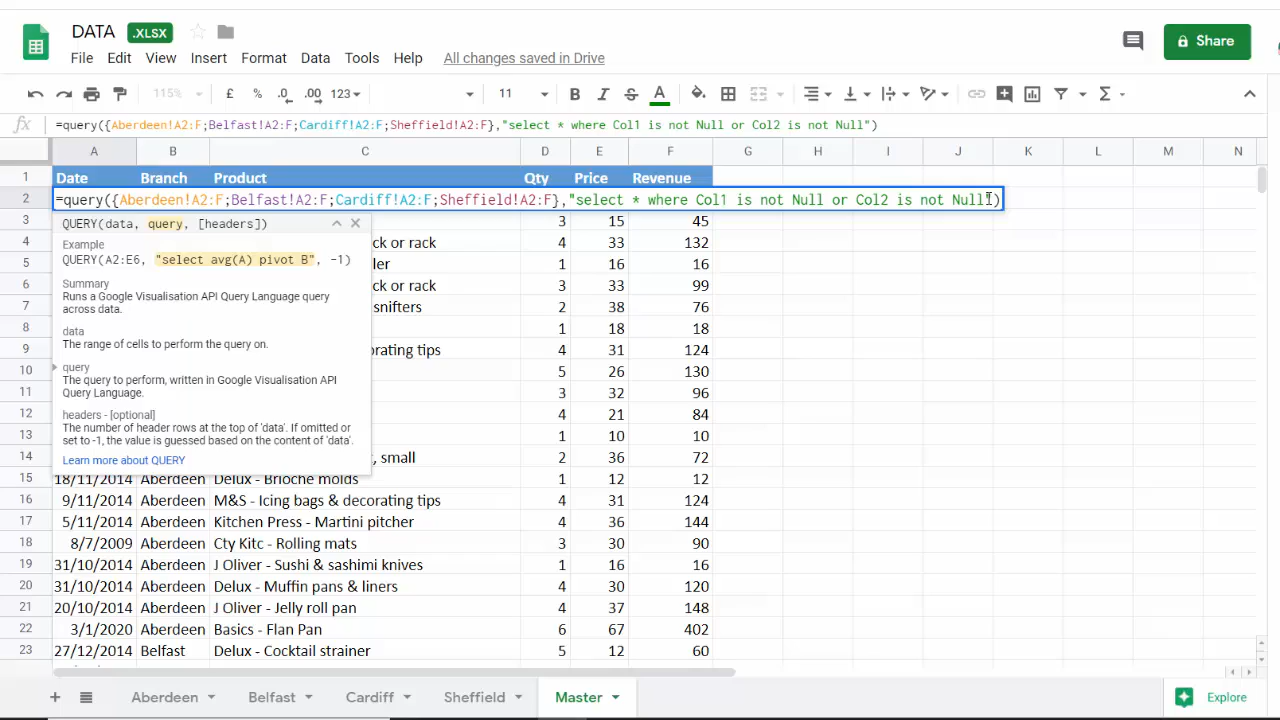 DATA .XLSX
File Edit View Insert Format Data Tools Help All changes saved in Drive
Share
115% £ % .0 .00 123 11 B I S A Σ
fx =query({Aberdeen!A2:F;Belfast!A2:F;Cardiff!A2:F;Sheffield!A2:F},"select * where Col1 is not Null or Col2 is not Null")
A B C D E F G H I J K L M N
1 Date Branch Product Qty Price Revenue
2 =query({Aberdeen!A2:F;Belfast!A2:F;Cardiff!A2:F;Sheffield!A2:F},"select * where Col1 is not Null or Col2 is not Null")
QUERY(data, query, [headers])
Example
QUERY(A2:E6, "select avg(A) pivot B", -1)
Summary
Runs a Google Visualisation API Query Language query
across data.
data
The range of cells to perform the query on.
query
The query to perform, written in Google Visualisation API
Query Language.
headers - [optional]
The number of header rows at the top of 'data'. If omitted or
set to -1, the value is guessed based on the content of 'data'.
Learn more about QUERY
3 3 15 45
4 ck or rack 4 33 132
5 ler 1 16 16
6 ck or rack 3 33 99
7 snifters 2 38 76
8 1 18 18
9 orating tips 4 31 124
10 5 26 130
11 3 32 96
12 4 21 84
13 1 10 10
14 , small 2 36 72
15 18/11/2014 Aberdeen Delux - Brioche molds 1 12 12
16 9/11/2014 Aberdeen M&S - Icing bags & decorating tips 4 31 124
17 5/11/2014 Aberdeen Kitchen Press - Martini pitcher 4 36 144
18 8/7/2009 Aberdeen Cty Kitc - Rolling mats 3 30 90
19 31/10/2014 Aberdeen J Oliver - Sushi & sashimi knives 1 16 16
20 31/10/2014 Aberdeen Delux - Muffin pans & liners 4 30 120
21 20/10/2014 Aberdeen J Oliver - Jelly roll pan 4 37 148
22 3/1/2020 Aberdeen Basics - Flan Pan 6 67 402
23 27/12/2014 Belfast Delux - Cocktail strainer 5 12 60
+ Aberdeen Belfast Cardiff Sheffield Master Explore